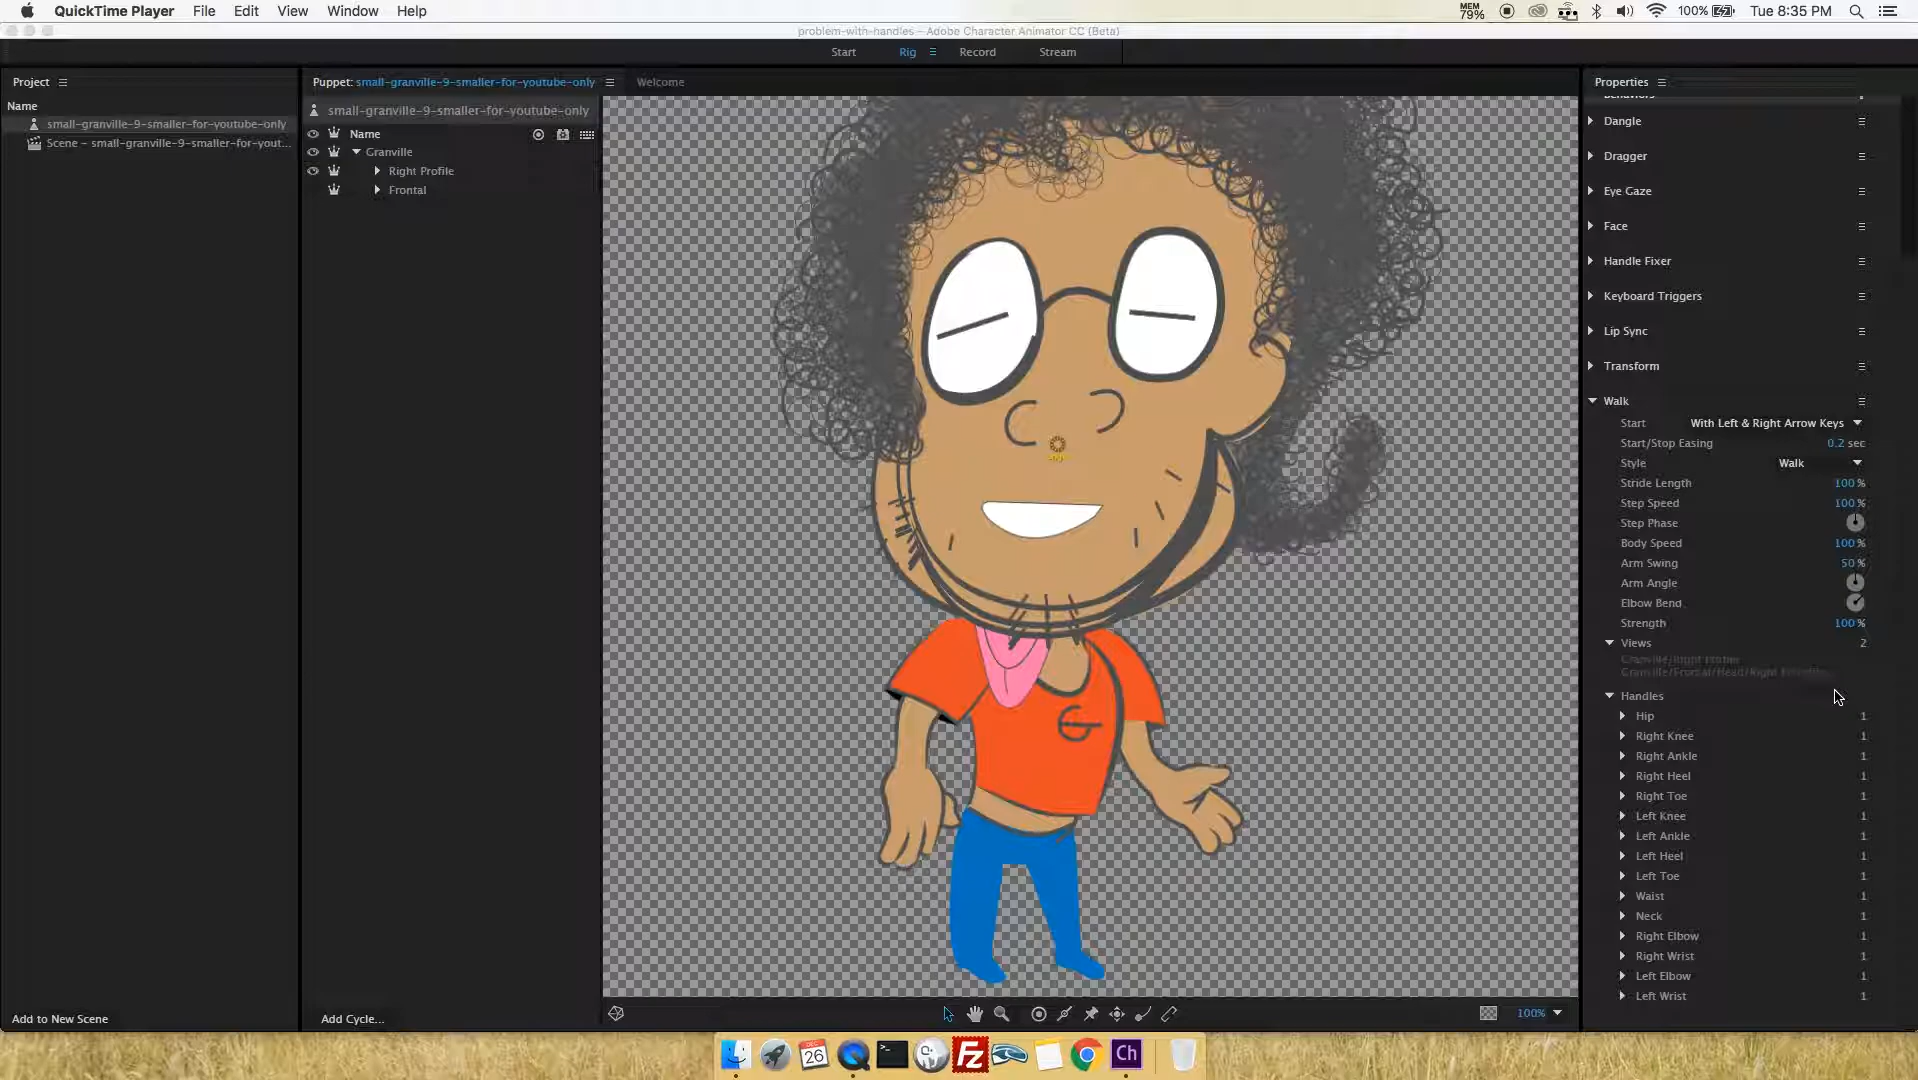 QuickTime Player File Edit View Window Help
MEM 79% 100% Tue 8:35 PM
problem-with-handles – Adobe Character Animator CC (Beta)
Start Rig Record Stream
Project
Name
small-granville-9-smaller-for-youtube-only
Scene – small-granville-9-smaller-for-yout...
Add to New Scene
Puppet: small-granville-9-smaller-for-youtube-only
Welcome
small-granville-9-smaller-for-youtube-only
Name
Granville
Right Profile
Frontal
Add Cycle...
100%
Properties
Behaviors
Dangle
Dragger
Eye Gaze
Face
Handle Fixer
Keyboard Triggers
Lip Sync
Transform
Walk
Start With Left & Right Arrow Keys
Start/Stop Easing 0.2 sec
Style Walk
Stride Length 100 %
Step Speed 100 %
Step Phase
Body Speed 100 %
Arm Swing 50 %
Arm Angle
Elbow Bend
Strength 100 %
Views 2
Handles
Hip 1
Right Knee 1
Right Ankle 1
Right Heel 1
Right Toe 1
Left Knee 1
Left Ankle 1
Left Heel 1
Left Toe 1
Waist 1
Neck 1
Right Elbow 1
Right Wrist 1
Left Elbow 1
Left Wrist 1
DEC 26
FZ
Ch